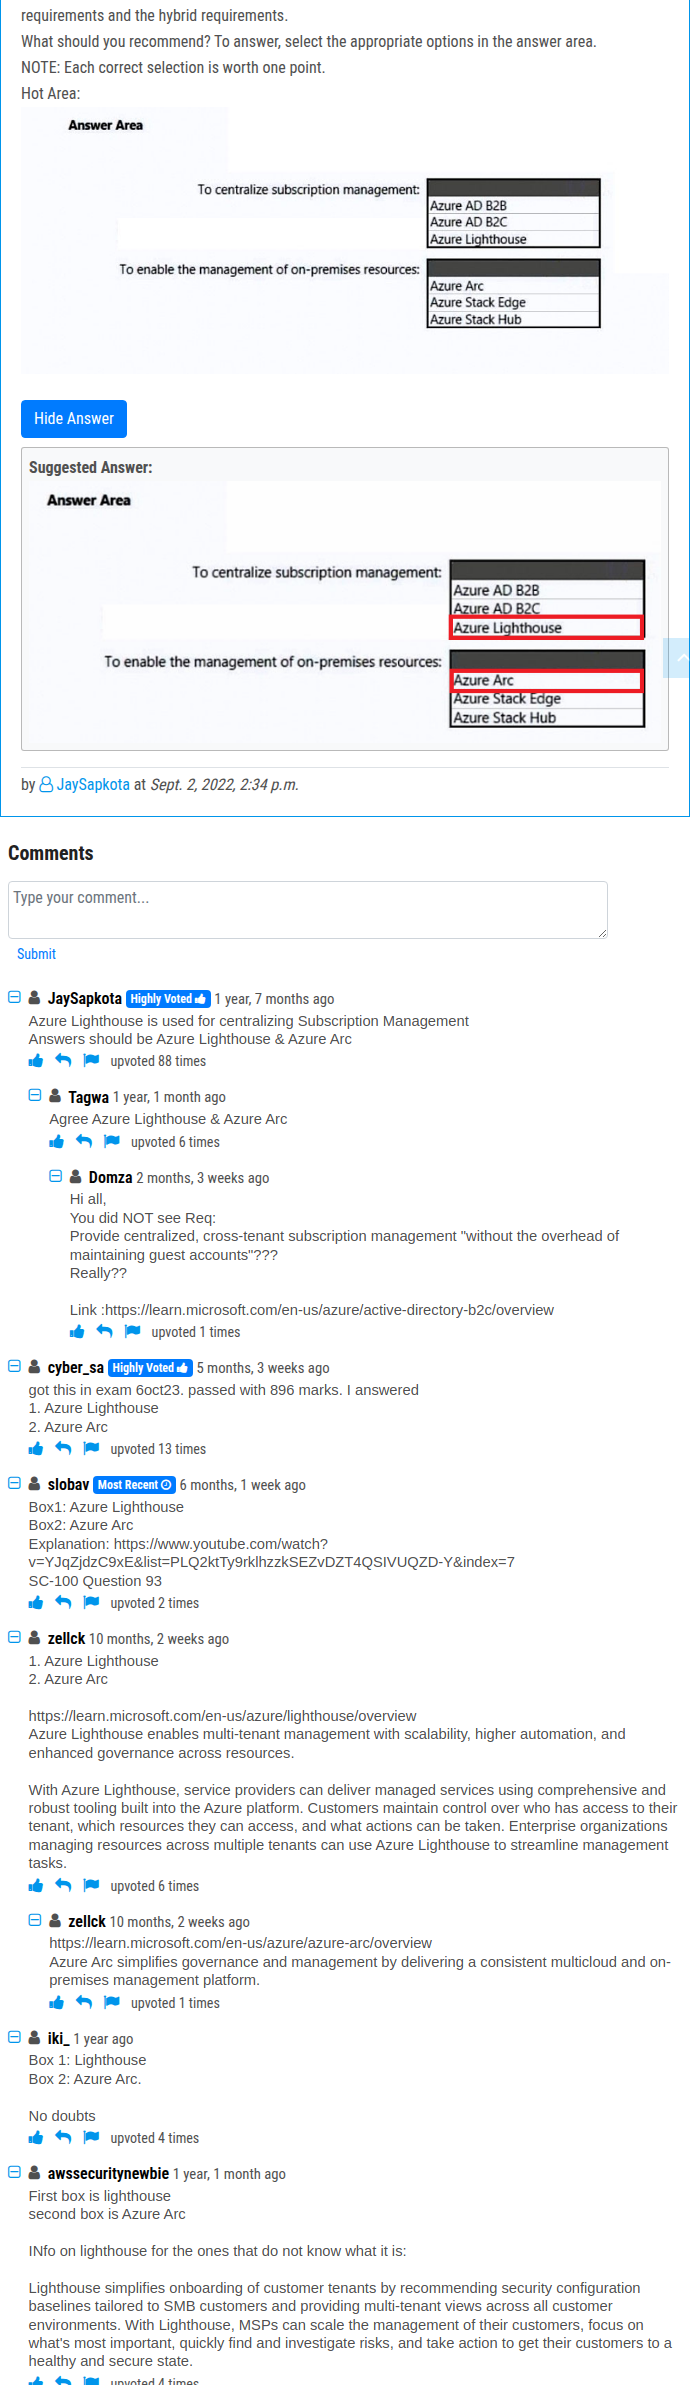 requirements and the hybrid requirements.
What should you recommend? To answer, select the appropriate options in the answer area.
NOTE: Each correct selection is worth one point.
Hot Area:
Answer Area
To centralize subscription management:
Azure AD B2B
Azure AD B2C
Azure Lighthouse
To enable the management of on-premises resources:
Azure Arc
Azure Stack Edge
Azure Stack Hub
Hide Answer
Suggested Answer:
Answer Area
To centralize subscription management:
Azure AD B2B
Azure AD B2C
Azure Lighthouse
To enable the management of on-premises resources:
Azure Arc
Azure Stack Edge
Azure Stack Hub
by JaySapkota at Sept. 2, 2022, 2:34 p.m.
Comments
Type your comment...
Submit
JaySapkota Highly Voted 1 year, 7 months ago
Azure Lighthouse is used for centralizing Subscription Management
Answers should be Azure Lighthouse & Azure Arc
upvoted 88 times
Tagwa 1 year, 1 month ago
Agree Azure Lighthouse & Azure Arc
upvoted 6 times
Domza 2 months, 3 weeks ago
Hi all,
You did NOT see Req:
Provide centralized, cross-tenant subscription management "without the overhead of
maintaining guest accounts"???
Really??
Link :https://learn.microsoft.com/en-us/azure/active-directory-b2c/overview
upvoted 1 times
cyber_sa Highly Voted 5 months, 3 weeks ago
got this in exam 6oct23. passed with 896 marks. I answered
1. Azure Lighthouse
2. Azure Arc
upvoted 13 times
slobav Most Recent 6 months, 1 week ago
Box1: Azure Lighthouse
Box2: Azure Arc
Explanation: https://www.youtube.com/watch?
v=YJqZjdzC9xE&list=PLQ2ktTy9rklhzzkSEZvDZT4QSIVUQZD-Y&index=7
SC-100 Question 93
upvoted 2 times
zellck 10 months, 2 weeks ago
1. Azure Lighthouse
2. Azure Arc
https://learn.microsoft.com/en-us/azure/lighthouse/overview
Azure Lighthouse enables multi-tenant management with scalability, higher automation, and
enhanced governance across resources.
With Azure Lighthouse, service providers can deliver managed services using comprehensive and
robust tooling built into the Azure platform. Customers maintain control over who has access to their
tenant, which resources they can access, and what actions can be taken. Enterprise organizations
managing resources across multiple tenants can use Azure Lighthouse to streamline management
tasks.
upvoted 6 times
zellck 10 months, 2 weeks ago
https://learn.microsoft.com/en-us/azure/azure-arc/overview
Azure Arc simplifies governance and management by delivering a consistent multicloud and on-
premises management platform.
upvoted 1 times
iki_ 1 year ago
Box 1: Lighthouse
Box 2: Azure Arc.
No doubts
upvoted 4 times
awssecuritynewbie 1 year, 1 month ago
First box is lighthouse
second box is Azure Arc
INfo on lighthouse for the ones that do not know what it is:
Lighthouse simplifies onboarding of customer tenants by recommending security configuration
baselines tailored to SMB customers and providing multi-tenant views across all customer
environments. With Lighthouse, MSPs can scale the management of their customers, focus on
what's most important, quickly find and investigate risks, and take action to get their customers to a
healthy and secure state.
upvoted 4 times